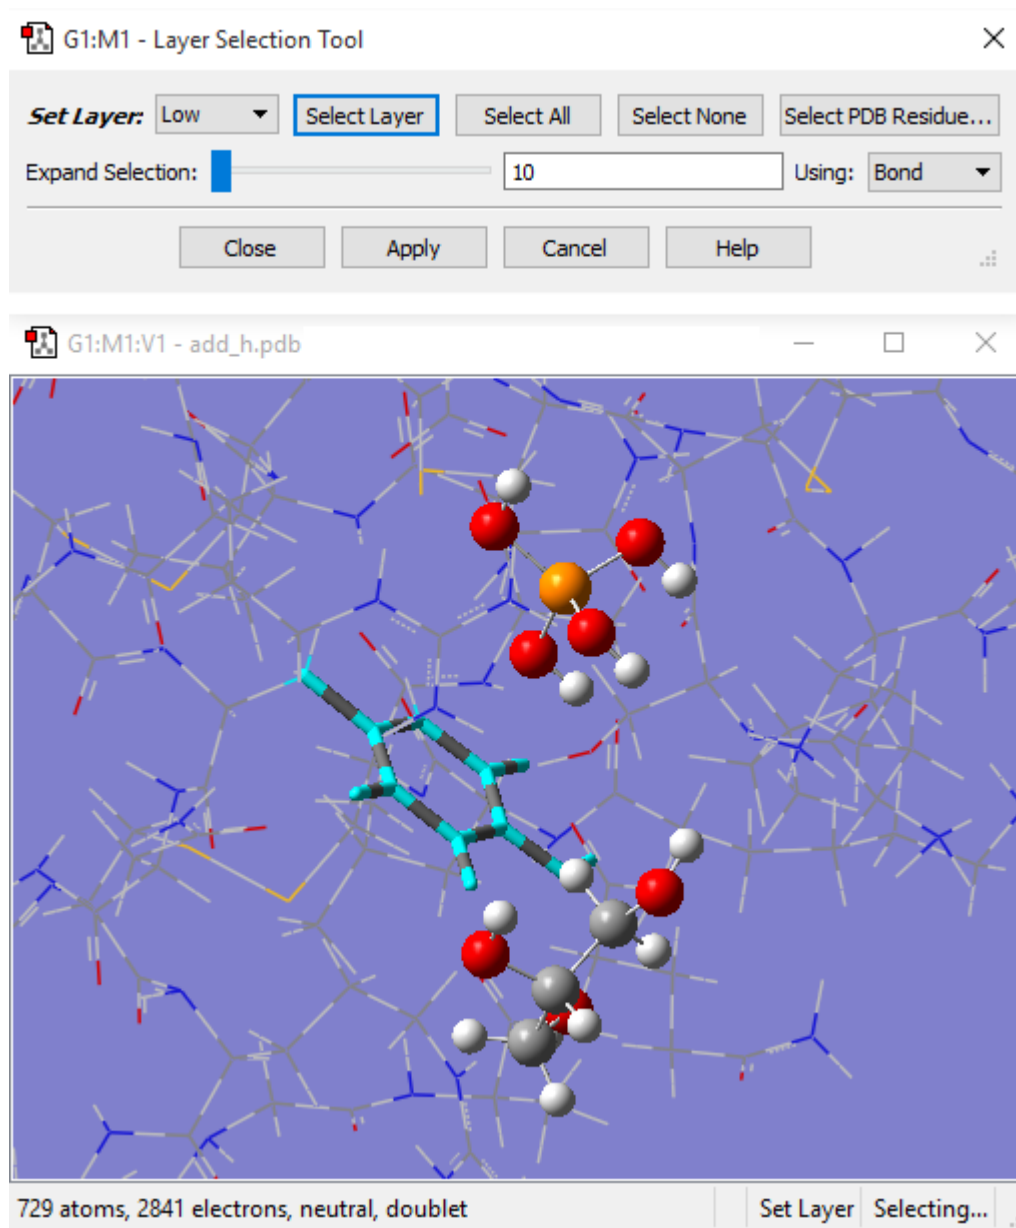 G1:M1 - Layer Selection Tool
Set Layer: Low Select Layer Select All Select None Select PDB Residue...
Expand Selection: 10 Using: Bond
Close Apply Cancel Help
G1:M1:V1 - add_h.pdb
729 atoms, 2841 electrons, neutral, doublet Set Layer Selecting...